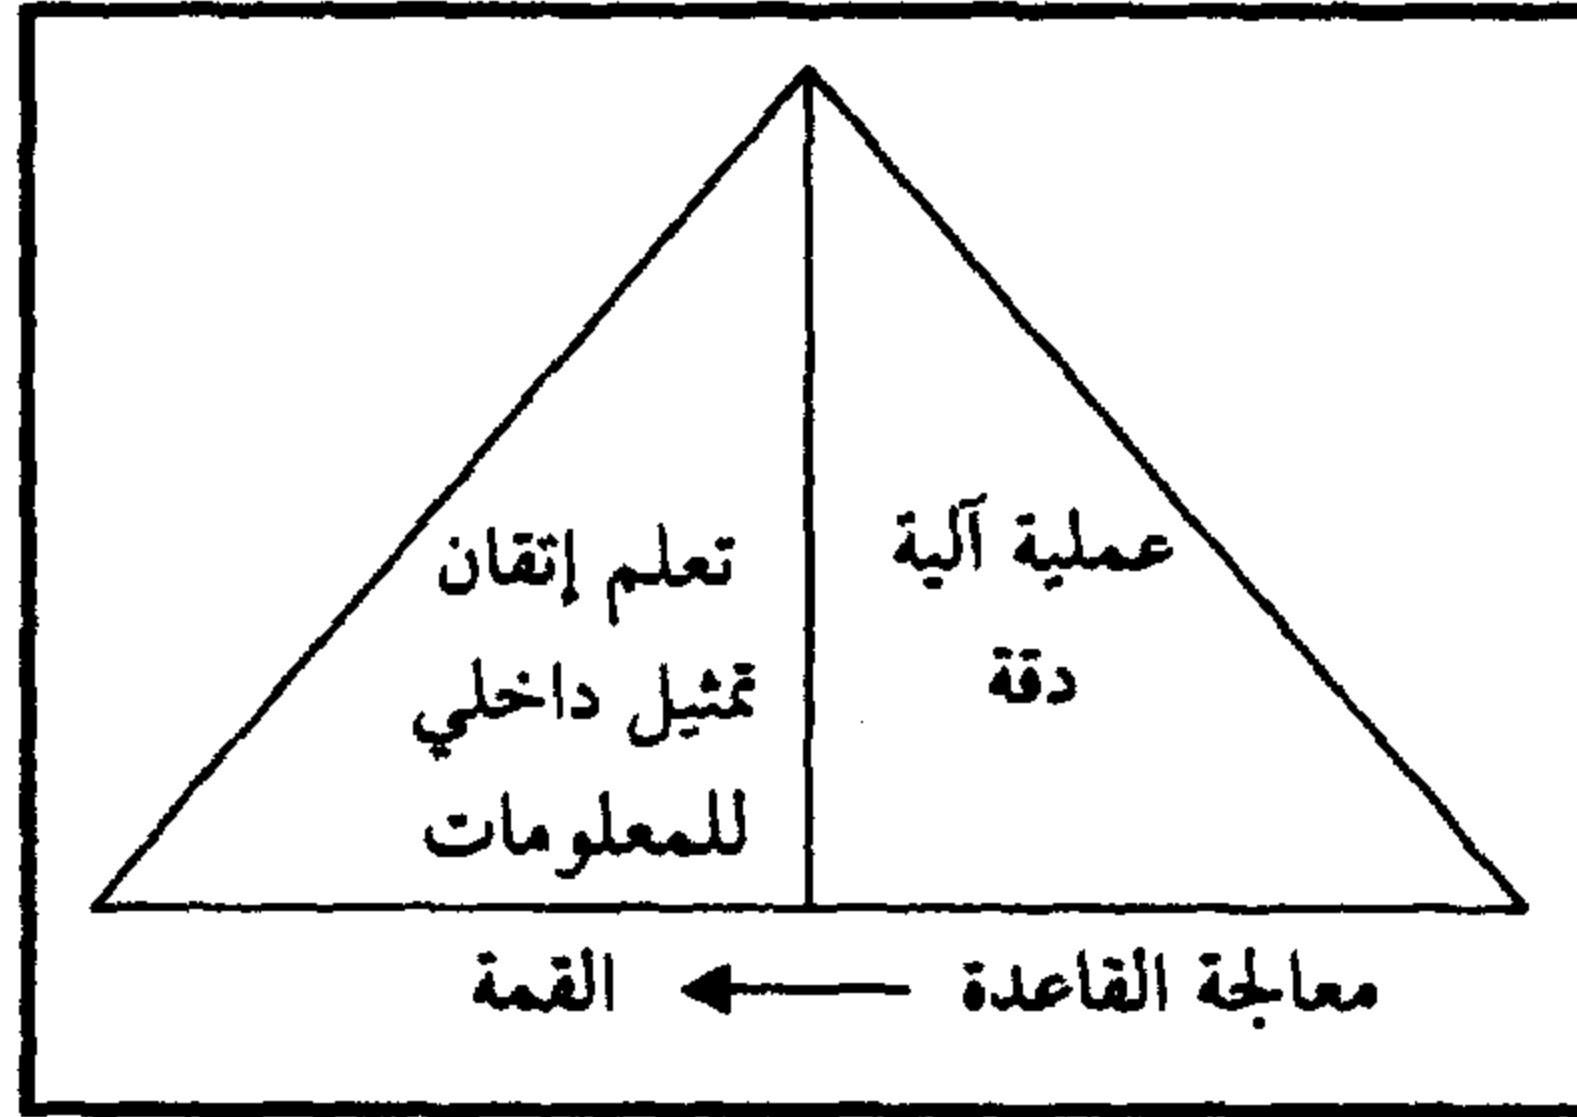 عملية آلية
دقة
تعلم إتقان
تمثيل داخلي
للمعلومات
معالجة القاعدة ← القمة